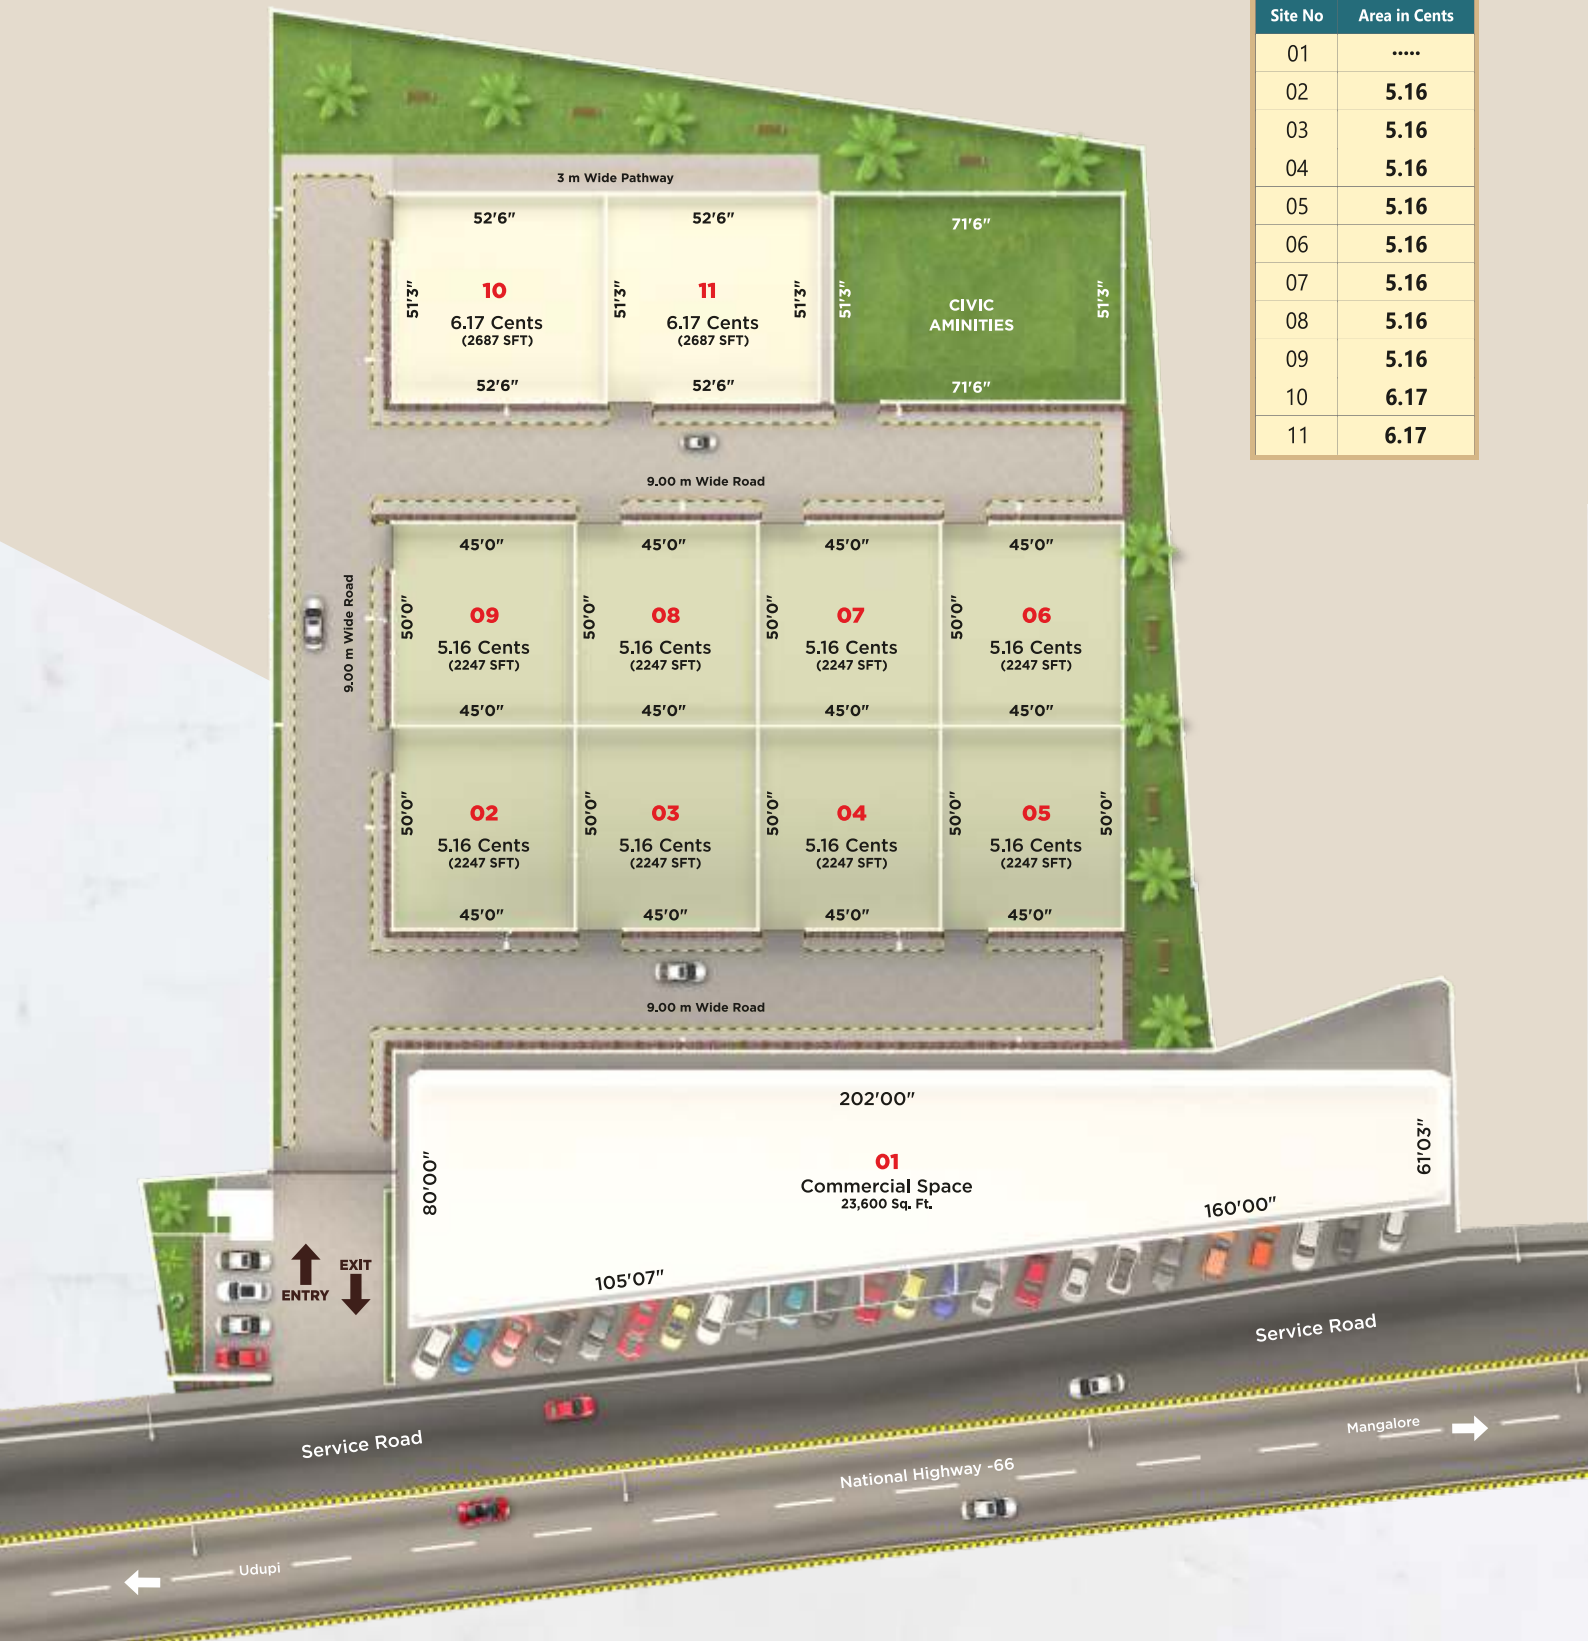 Site No Area in Cents
01 .....
02 5.16
03 5.16
04 5.16
05 5.16
06 5.16
07 5.16
08 5.16
09 5.16
10 6.17
11 6.17
3 m Wide Pathway
52'6" 52'6" 71'6"
51'3" 51'3" 51'3" 51'3" 51'3"
10
6.17 Cents
(2687 SFT)
11
6.17 Cents
(2687 SFT)
CIVIC
AMINITIES
52'6" 52'6" 71'6"
9.00 m Wide Road
9.00 m Wide Road
45'0" 45'0" 45'0" 45'0"
50'0" 50'0" 50'0" 50'0"
09
5.16 Cents
(2247 SFT)
08
5.16 Cents
(2247 SFT)
07
5.16 Cents
(2247 SFT)
06
5.16 Cents
(2247 SFT)
45'0" 45'0" 45'0" 45'0"
50'0" 50'0" 50'0" 50'0" 50'0"
02
5.16 Cents
(2247 SFT)
03
5.16 Cents
(2247 SFT)
04
5.16 Cents
(2247 SFT)
05
5.16 Cents
(2247 SFT)
45'0" 45'0" 45'0" 45'0"
9.00 m Wide Road
202'00"
80'00"
61'03"
01
Commercial Space
23,600 Sq. Ft.
160'00"
105'07"
EXIT
ENTRY
Service Road
Service Road
Mangalore
National Highway -66
Udupi